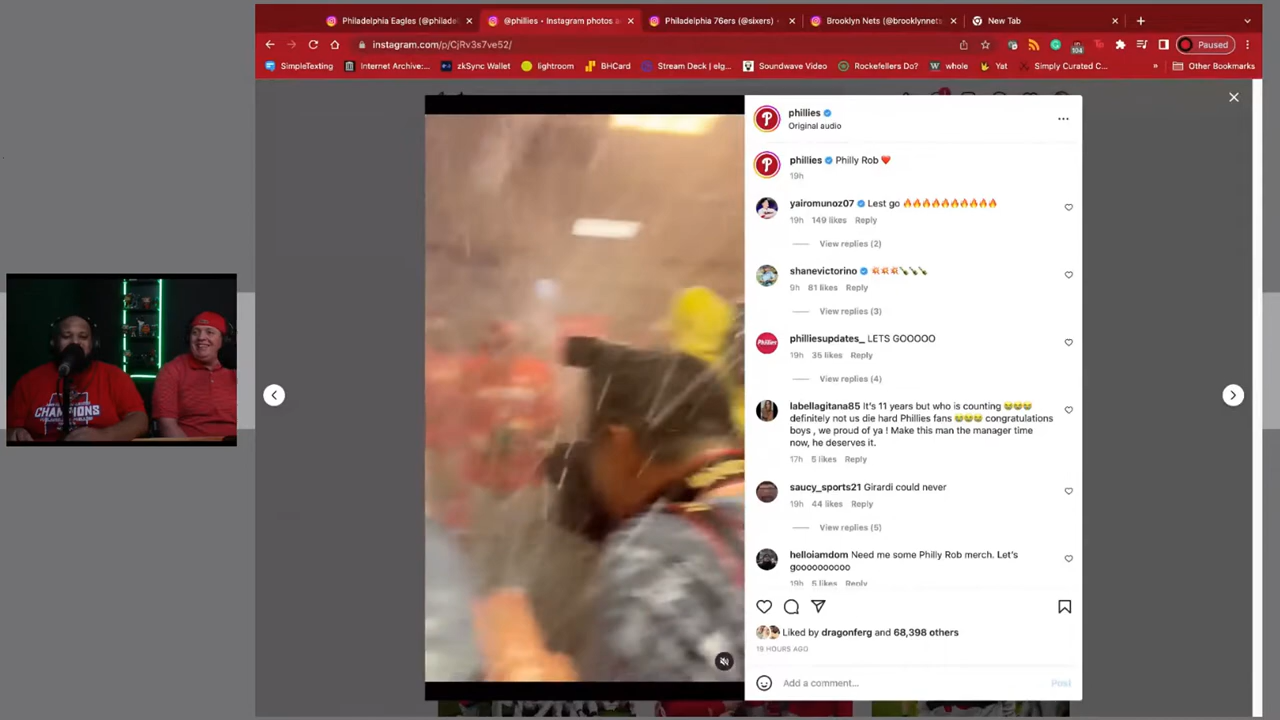 Philadelphia Eagles (@philadel
@phillies • Instagram photos a
Philadelphia 76ers (@sixers) •
Brooklyn Nets (@brooklynnets
New Tab
instagram.com/p/CjRv3s7ve52/
104
Paused
SimpleTexting
Internet Archive:...
BHCard
zkSync Wallet
lightroom
Stream Deck | elg...
Soundwave Video
Rockefellers Do?
whole
Yat
Simply Curated C...
Other Bookmarks
phillies
Original audio
phillies Philly Rob ❤️
19h
yairomunoz07 Lest go 🔥🔥🔥🔥🔥🔥🔥🔥🔥🔥
19h 149 likes Reply
View replies (2)
shanevictorino 💥💥💥🍾🍾🍾
9h 81 likes Reply
View replies (3)
philliesupdates_ LETS GOOOOO
19h 35 likes Reply
View replies (4)
labellagitana85 It's 11 years but who is counting 😭😭😭
definitely not us die hard Phillies fans 😭😭😭 congratulations
boys , we proud of ya ! Make this man the manager time
now, he deserves it.
17h 5 likes Reply
saucy_sports21 Girardi could never
19h 44 likes Reply
View replies (5)
helloiamdom Need me some Philly Rob merch. Let's
gooooooooo
19h 5 likes Reply
Liked by dragonferg and 68,398 others
19 HOURS AGO
Add a comment...
Post
CHAMPIONS